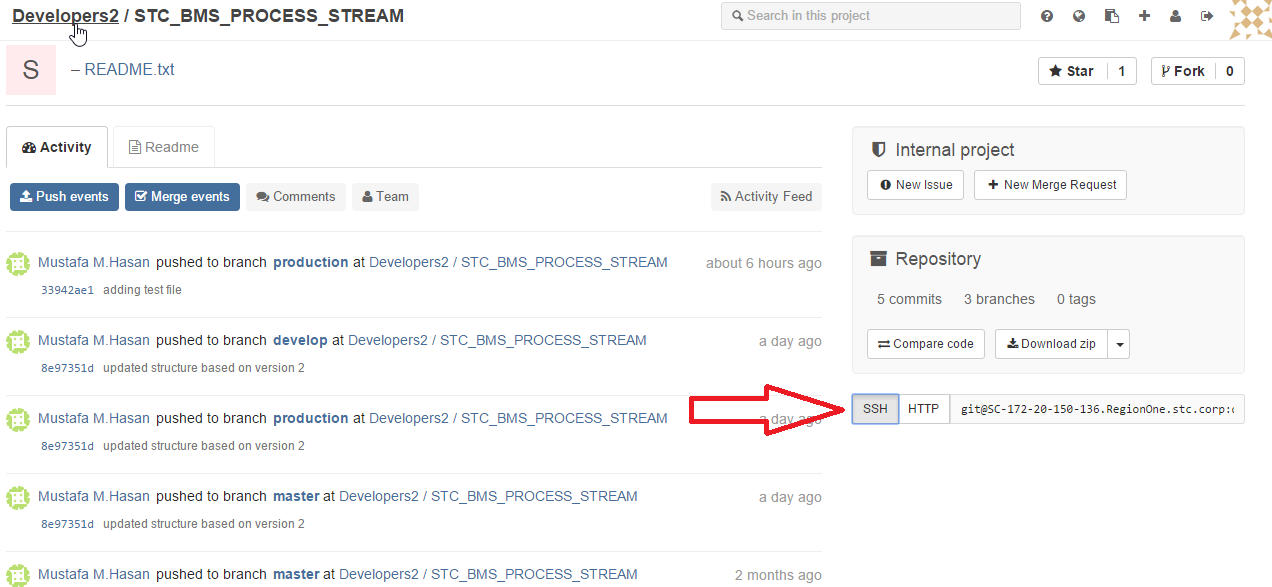 Developers2 / STC_BMS_PROCESS_STREAM
Search in this project
S
– README.txt
Star 1
Fork 0
Activity
Readme
Push events
Merge events
Comments
Team
Activity Feed
Mustafa M.Hasan pushed to branch production at Developers2 / STC_BMS_PROCESS_STREAM
about 6 hours ago
33942ae1 adding test file
Mustafa M.Hasan pushed to branch develop at Developers2 / STC_BMS_PROCESS_STREAM
a day ago
8e97351d updated structure based on version 2
Mustafa M.Hasan pushed to branch production at Developers2 / STC_BMS_PROCESS_STREAM
a day ago
8e97351d updated structure based on version 2
Mustafa M.Hasan pushed to branch master at Developers2 / STC_BMS_PROCESS_STREAM
a day ago
8e97351d updated structure based on version 2
Mustafa M.Hasan pushed to branch master at Developers2 / STC_BMS_PROCESS_STREAM
2 months ago
Internal project
New Issue
New Merge Request
Repository
5 commits 3 branches 0 tags
Compare code
Download zip
SSH
HTTP
git@SC-172-20-150-136.RegionOne.stc.corp: